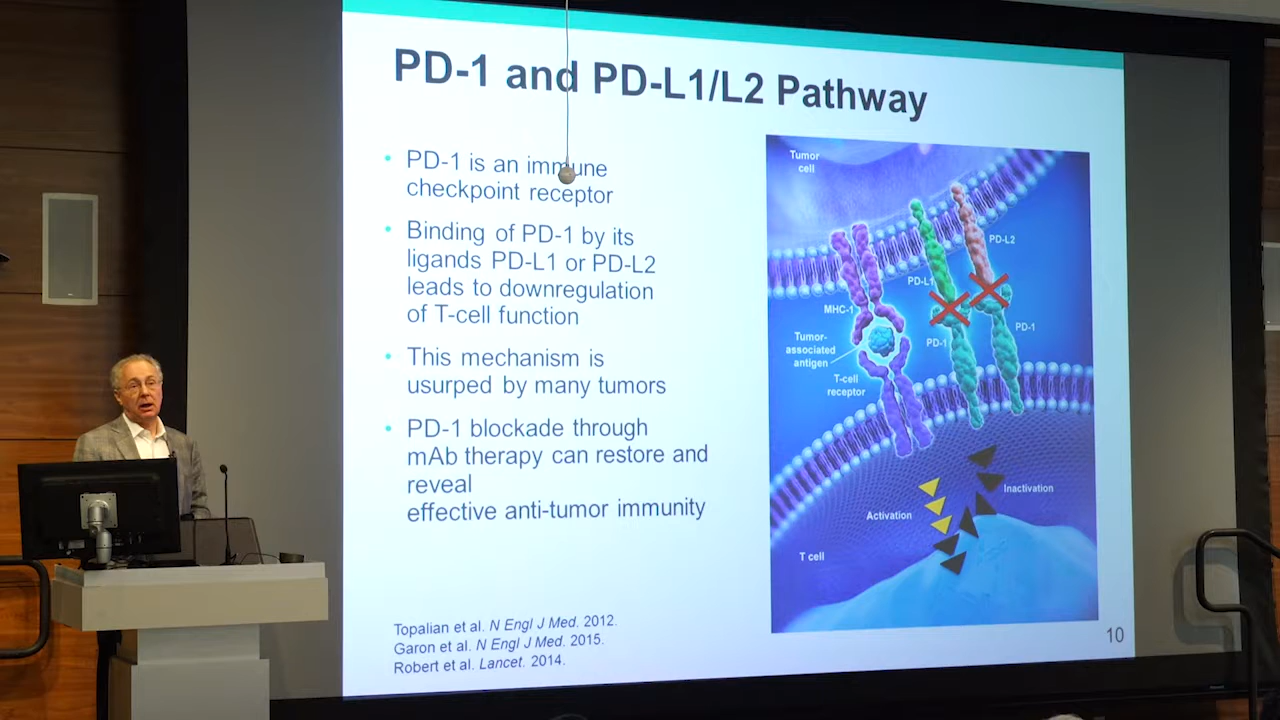 PD-1 and PD-L1/L2 Pathway
• PD-1 is an immune
checkpoint receptor
• Binding of PD-1 by its
ligands PD-L1 or PD-L2
leads to downregulation
of T-cell function
• This mechanism is
usurped by many tumors
• PD-1 blockade through
mAb therapy can restore and
reveal
effective anti-tumor immunity
Topalian et al. N Engl J Med. 2012.
Garon et al. N Engl J Med. 2015.
Robert et al. Lancet. 2014.
Tumor
cell
PD-L2
PD-L1
MHC-1
PD-1
PD-1
Tumor-
associated
antigen
T-cell
receptor
Inactivation
Activation
T cell
10